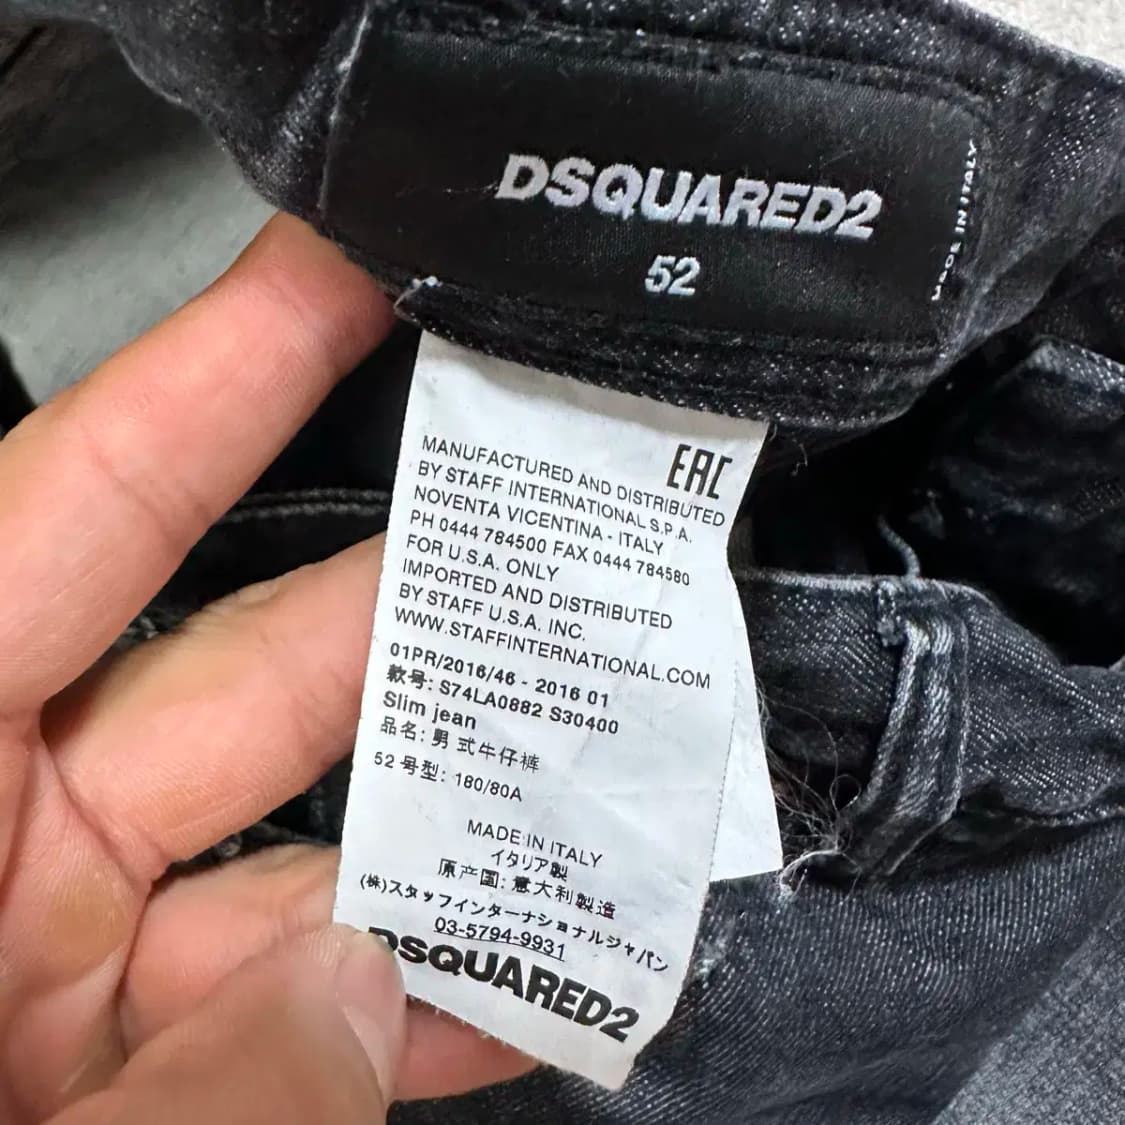 DSQUARED2
52
MADE IN ITALY
EAC
MANUFACTURED AND DISTRIBUTED
BY STAFF INTERNATIONAL S.P.A.
NOVENTA VICENTINA - ITALY
PH 0444 784500 FAX 0444 784580
FOR U.S.A. ONLY
IMPORTED AND DISTRIBUTED
BY STAFF U.S.A. INC.
WWW.STAFFINTERNATIONAL.COM
01PR/2016/46 - 2016 01
款号: S74LA0882 S30400
Slim jean
品名: 男 式牛仔裤
52 号型: 180/80A
MADE IN ITALY
イタリア製
原产国: 意大利製造
(株)スタッフインターナショナルジャパン
03-5794-9931
DSQUARED2